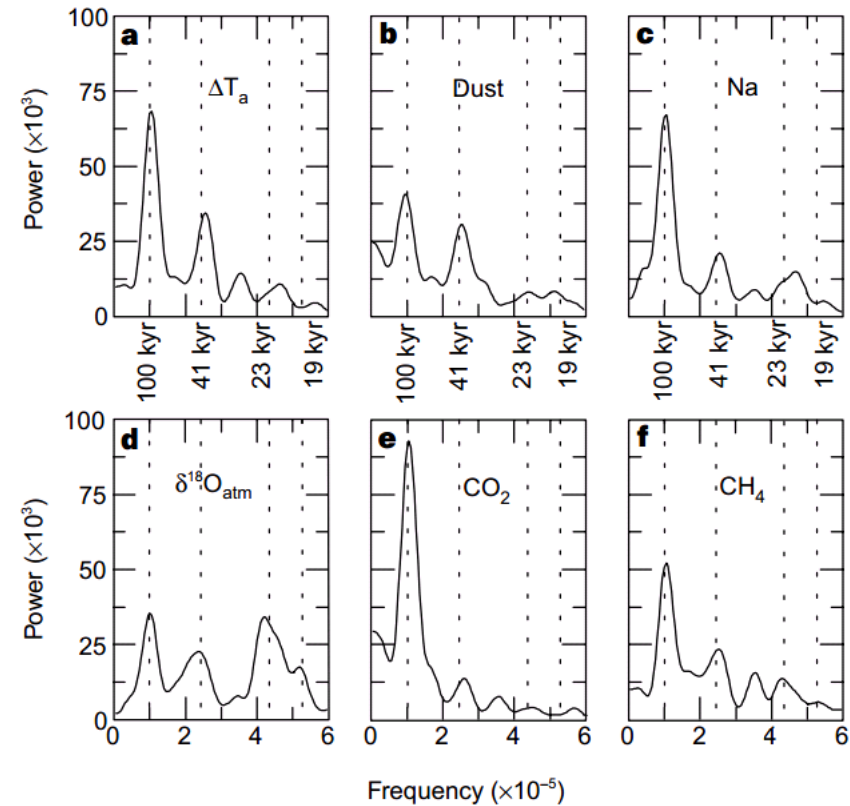 100
75
50
25
0
Power (×10³)
a
ΔTₐ
b
Dust
c
Na
100 kyr
41 kyr
23 kyr
19 kyr
100 kyr
41 kyr
23 kyr
19 kyr
100 kyr
41 kyr
23 kyr
19 kyr
100
75
50
25
0
Power (×10³)
d
δ¹⁸Oatm
e
CO₂
f
CH₄
0 2 4 6
0 2 4 6
0 2 4 6
Frequency (×10⁻⁵)